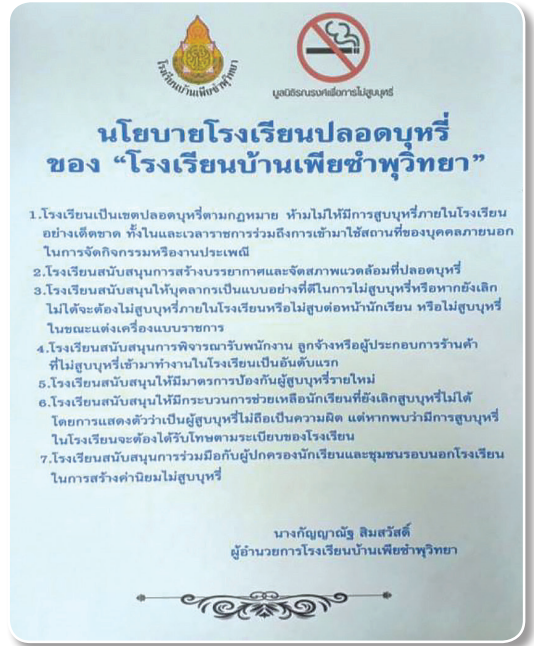 โรงเรียนบ้านเพียซำพุวิทยา
มูลนิธิรณรงค์เพื่อการไม่สูบบุหรี่
นโยบายโรงเรียนปลอดบุหรี่
ของ “โรงเรียนบ้านเพียซำพุวิทยา”
1.โรงเรียนเป็นเขตปลอดบุหรี่ตามกฎหมาย ห้ามไม่ให้มีการสูบบุหรี่ภายในโรงเรียน
อย่างเด็ดขาด ทั้งในและเวลาราชการร่วมถึงการเข้ามาใช้สถานที่ของบุคคลภายนอก
ในการจัดกิจกรรมหรืองานประเพณี
2.โรงเรียนสนับสนุนการสร้างบรรยากาศและจัดสภาพแวดล้อมที่ปลอดบุหรี่
3.โรงเรียนสนับสนุนให้บุคลากรเป็นแบบอย่างที่ดีในการไม่สูบบุหรี่หรือหากยังเลิก
ไม่ได้จะต้องไม่สูบบุหรี่ภายในโรงเรียนหรือไม่สูบต่อหน้านักเรียน หรือไม่สูบบุหรี่
ในขณะแต่งเครื่องแบบราชการ
4.โรงเรียนสนับสนุนการพิจารณารับพนักงาน ลูกจ้างหรือผู้ประกอบการร้านค้า
ที่ไม่สูบบุหรี่เข้ามาทำงานในโรงเรียนเป็นอันดับแรก
5.โรงเรียนสนับสนุนให้มีมาตรการป้องกันผู้สูบบุหรี่รายใหม่
6.โรงเรียนสนับสนุนให้มีกระบวนการช่วยเหลือนักเรียนที่ยังเลิกสูบบุหรี่ไม่ได้
โดยการแสดงตัวว่าเป็นผู้สูบบุหรี่ไม่ถือเป็นความผิด แต่หากพบว่ามีการสูบบุหรี่
ในโรงเรียนจะต้องได้รับโทษตามระเบียบของโรงเรียน
7.โรงเรียนสนับสนุนการร่วมมือกับผู้ปกครองนักเรียนและชุมชนรอบนอกโรงเรียน
ในการสร้างค่านิยมไม่สูบบุหรี่
นางกัญญาณัฐ สิมสวัสดิ์
ผู้อำนวยการโรงเรียนบ้านเพียซำพุวิทยา